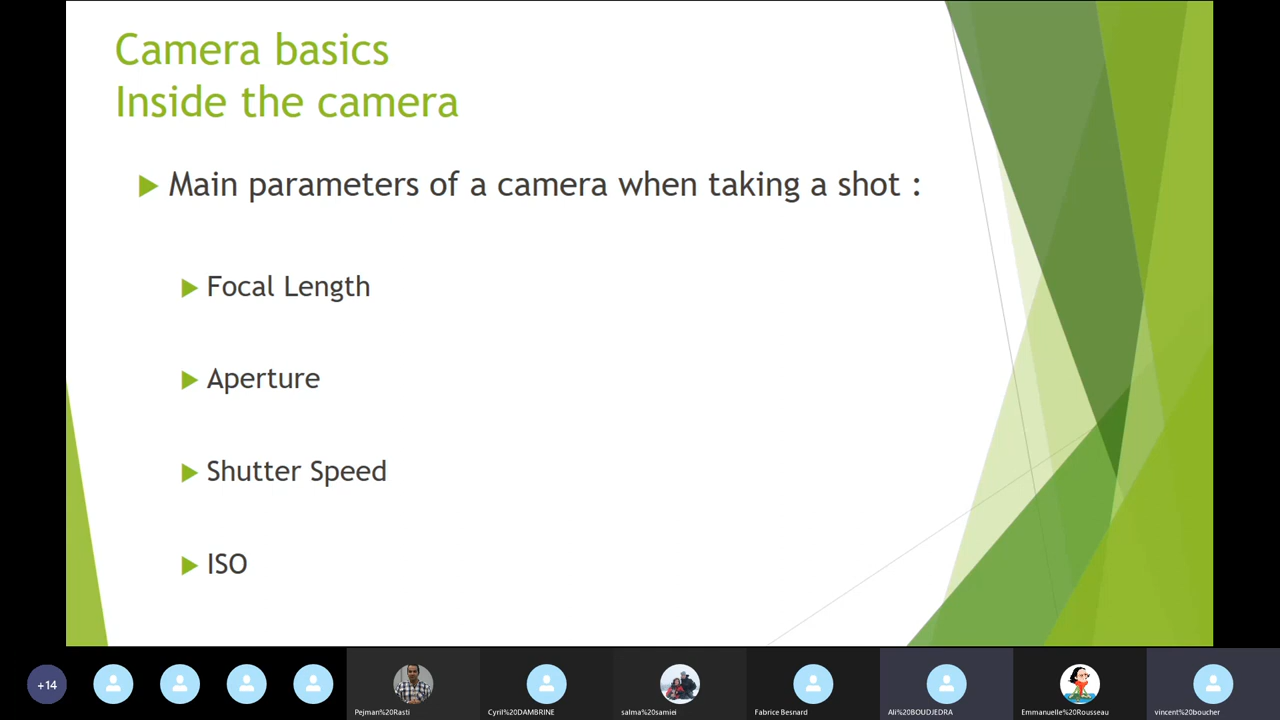 Camera basics
Inside the camera
Main parameters of a camera when taking a shot :
Focal Length
Aperture
Shutter Speed
ISO
+14
Pejman%20Rasti
Cyril%20DAMBRINE
salma%20samiei
Fabrice Besnard
Ali%20BOUDJEDRA
Emmanuelle%20Rousseau
vincent%20boucher